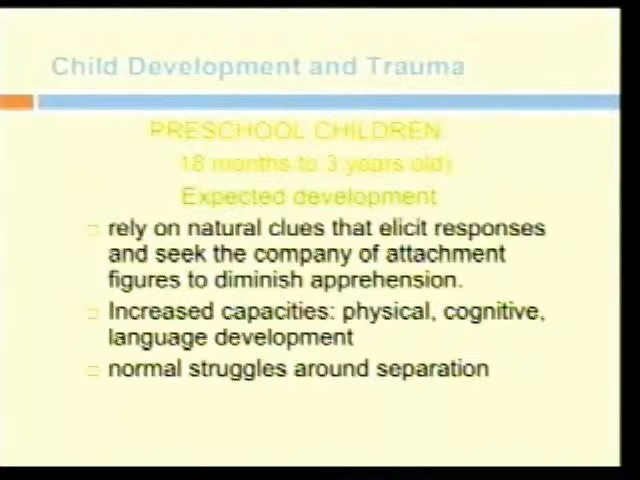 Child Development and Trauma
PRESCHOOL CHILDREN
18 months to 3 years old)
Expected development
rely on natural clues that elicit responses
and seek the company of attachment
figures to diminish apprehension.
Increased capacities: physical, cognitive,
language development
normal struggles around separation